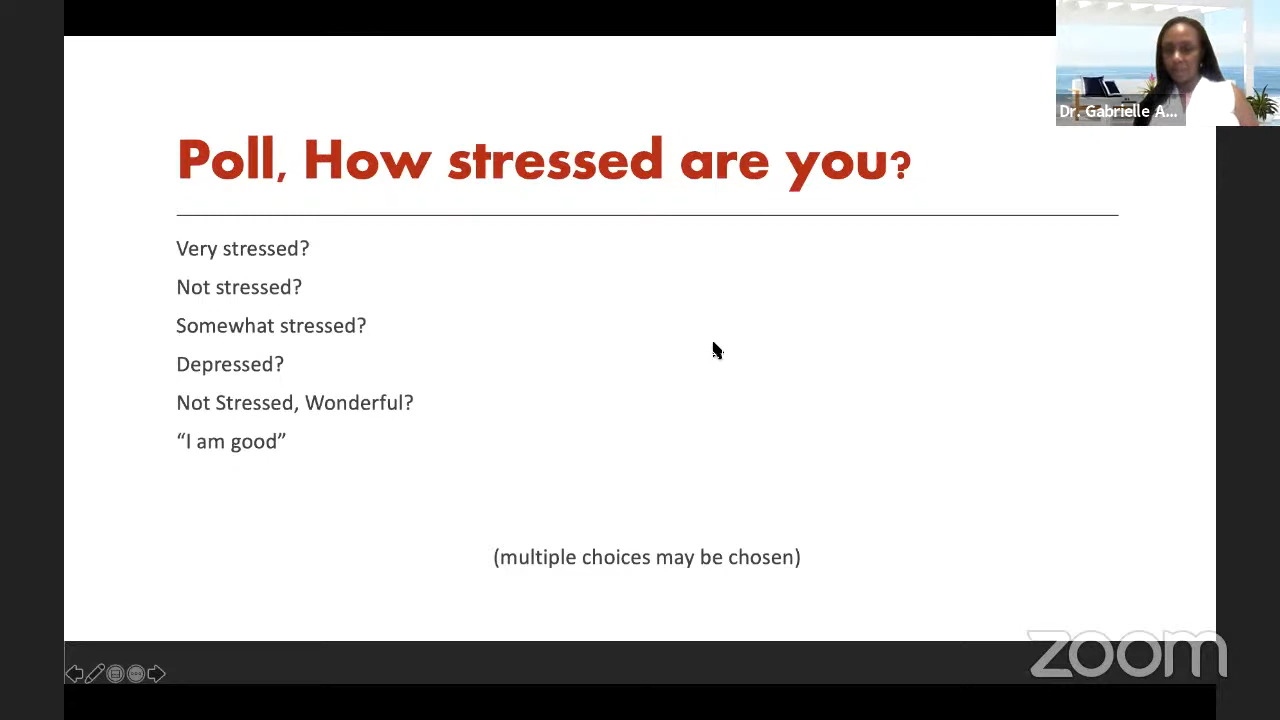 Dr. Gabrielle A...
Poll, How stressed are you?
Very stressed?
Not stressed?
Somewhat stressed?
Depressed?
Not Stressed, Wonderful?
“I am good”
(multiple choices may be chosen)
zoom